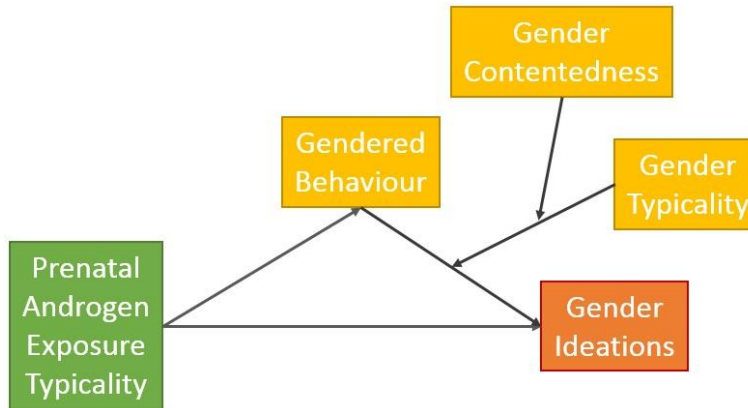 Gender
Contentedness
Gendered
Behaviour
Gender
Typicality
Prenatal
Androgen
Exposure
Typicality
Gender
Ideations